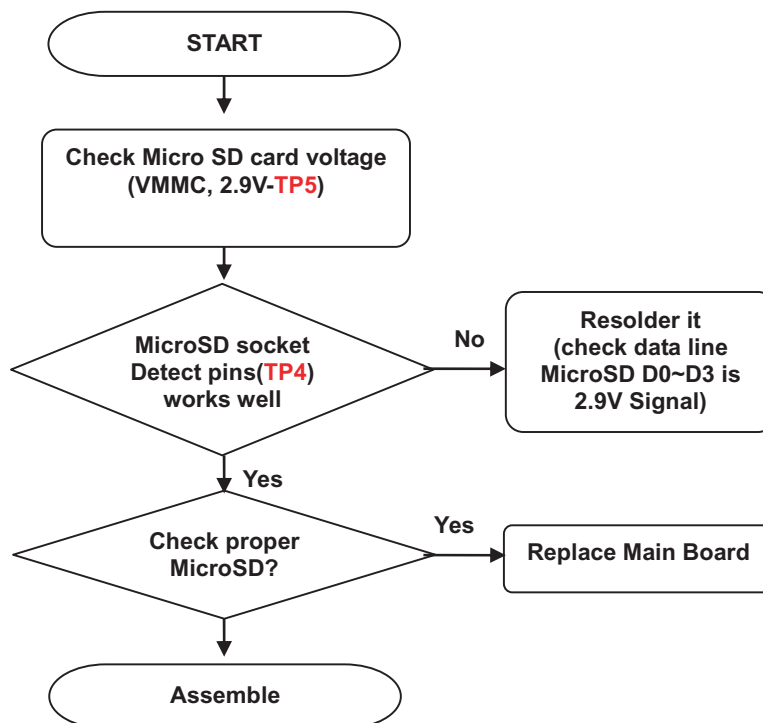 START
Check Micro SD card voltage
(VMMC, 2.9V-TP5)
MicroSD socket
Detect pins(TP4)
works well
No
Resolder it
(check data line
MicroSD D0~D3 is
2.9V Signal)
Yes
Check proper
MicroSD?
Yes
Replace Main Board
Assemble